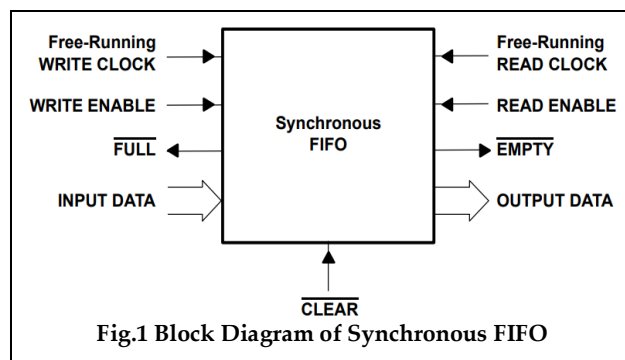 Free-Running
WRITE CLOCK
Free-Running
READ CLOCK
WRITE ENABLE
READ ENABLE
Synchronous
FIFO
FULL
EMPTY
INPUT DATA
OUTPUT DATA
CLEAR
Fig.1 Block Diagram of Synchronous FIFO